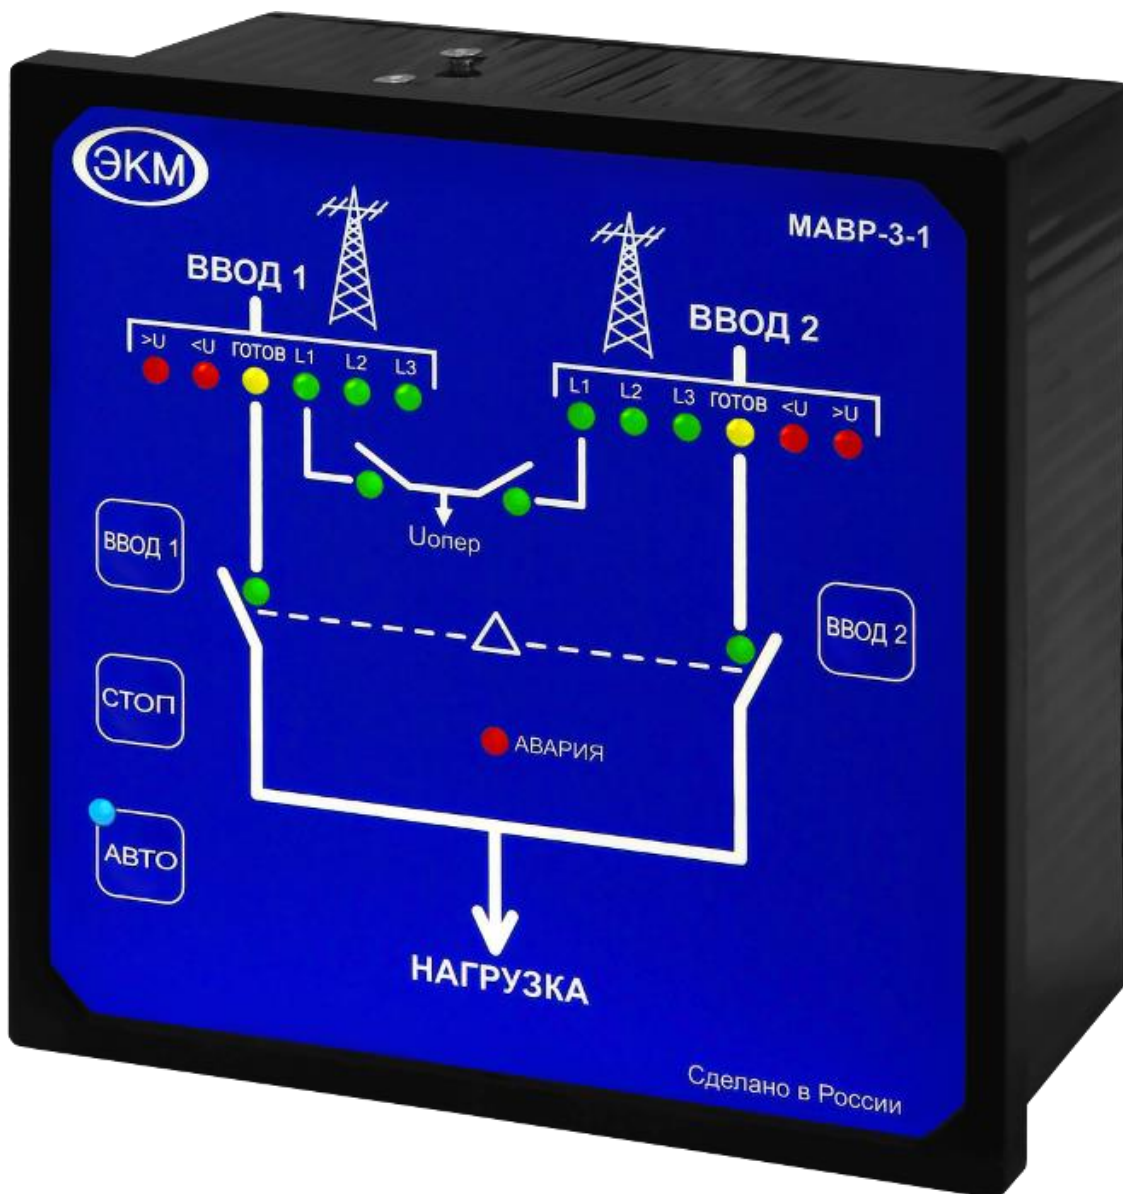 ЭКМ
МАВР-3-1
ВВОД 1
ВВОД 2
>U <U ГОТОВ L1 L2 L3
L1 L2 L3 ГОТОВ <U >U
Uопер
ВВОД 1
ВВОД 2
СТОП
АВАРИЯ
АВТО
НАГРУЗКА
Сделано в России